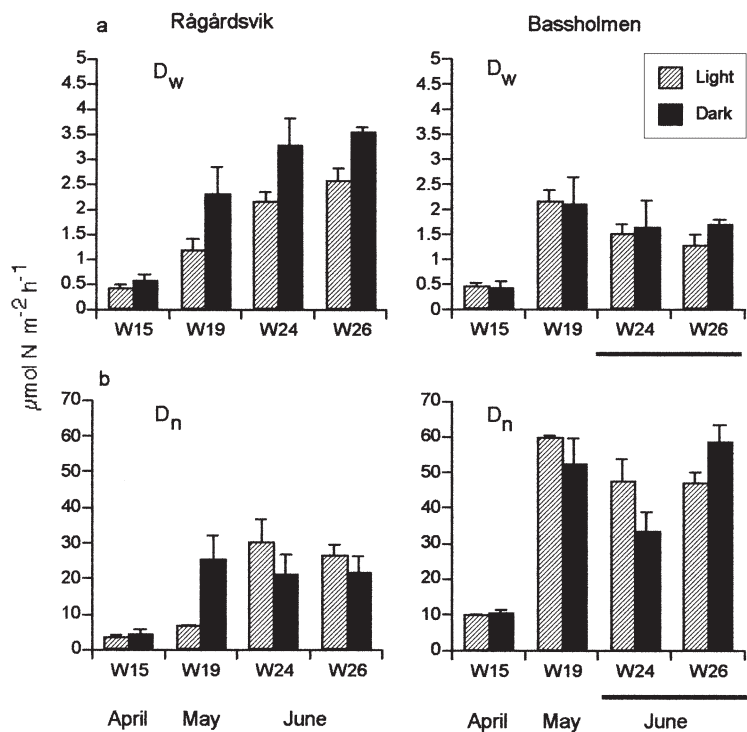 a
Rågårdsvik
Bassholmen
Light
Dark
D_w
5
4.5
4
3.5
3
2.5
2
1.5
1
0.5
0
W15 W19 W24 W26
D_w
5
4.5
4
3.5
3
2.5
2
1.5
1
0.5
0
W15 W19 W24 W26
µmol N m⁻² h⁻¹
b
D_n
70
60
50
40
30
20
10
0
W15 W19 W24 W26
April May June
D_n
70
60
50
40
30
20
10
0
W15 W19 W24 W26
April May June